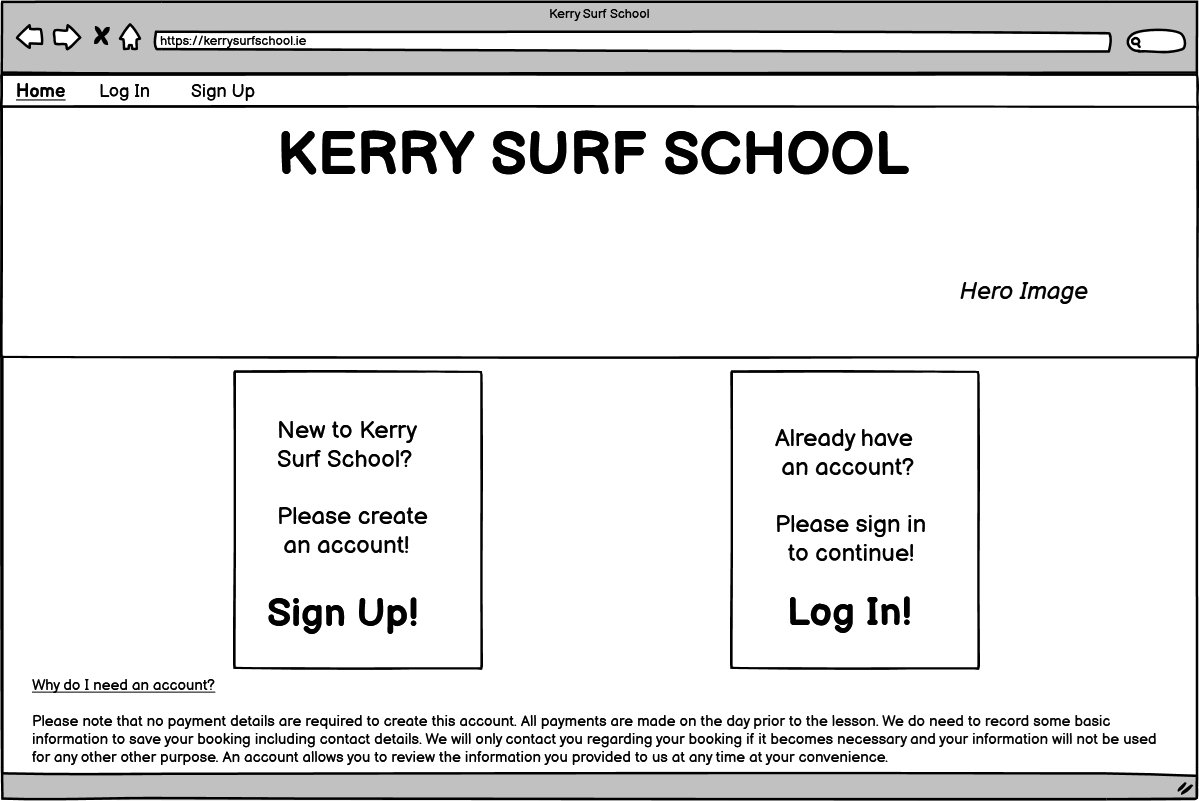 Kerry Surf School
https://kerrysurfschool.ie
Home Log In Sign Up
KERRY SURF SCHOOL
Hero Image
New to Kerry
Surf School?
Please create
an account!
Sign Up!
Already have
an account?
Please sign in
to continue!
Log In!
Why do I need an account?
Please note that no payment details are required to create this account. All payments are made on the day prior to the lesson. We do need to record some basic
information to save your booking including contact details. We will only contact you regarding your booking if it becomes necessary and your information will not be used
for any other other purpose. An account allows you to review the information you provided to us at any time at your convenience.